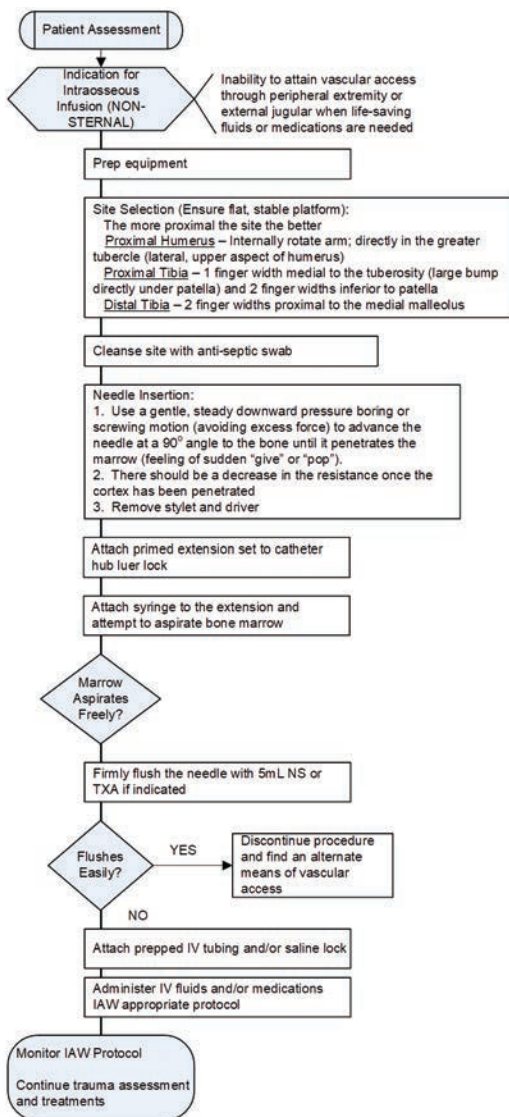 Patient Assessment
Indication for
Intraosseous
Infusion (NON-
STERNAL)
Inability to attain vascular access
through peripheral extremity or
external jugular when life-saving
fluids or medications are needed
Prep equipment
Site Selection (Ensure flat, stable platform):
The more proximal the site the better
Proximal Humerus – Internally rotate arm; directly in the greater
tubercle (lateral, upper aspect of humerus)
Proximal Tibia – 1 finger width medial to the tuberosity (large bump
directly under patella) and 2 finger widths inferior to patella
Distal Tibia – 2 finger widths proximal to the medial malleolus
Cleanse site with anti-septic swab
Needle Insertion:
1. Use a gentle, steady downward pressure boring or
screwing motion (avoiding excess force) to advance the
needle at a 90° angle to the bone until it penetrates the
marrow (feeling of sudden “give” or “pop”).
2. There should be a decrease in the resistance once the
cortex has been penetrated
3. Remove stylet and driver
Attach primed extension set to catheter
hub luer lock
Attach syringe to the extension and
attempt to aspirate bone marrow
Marrow
Aspirates
Freely?
Firmly flush the needle with 5mL NS or
TXA if indicated
Flushes
Easily?
YES
Discontinue procedure
and find an alternate
means of vascular
access
NO
Attach prepped IV tubing and/or saline lock
Administer IV fluids and/or medications
IAW appropriate protocol
Monitor IAW Protocol
Continue trauma assessment
and treatments